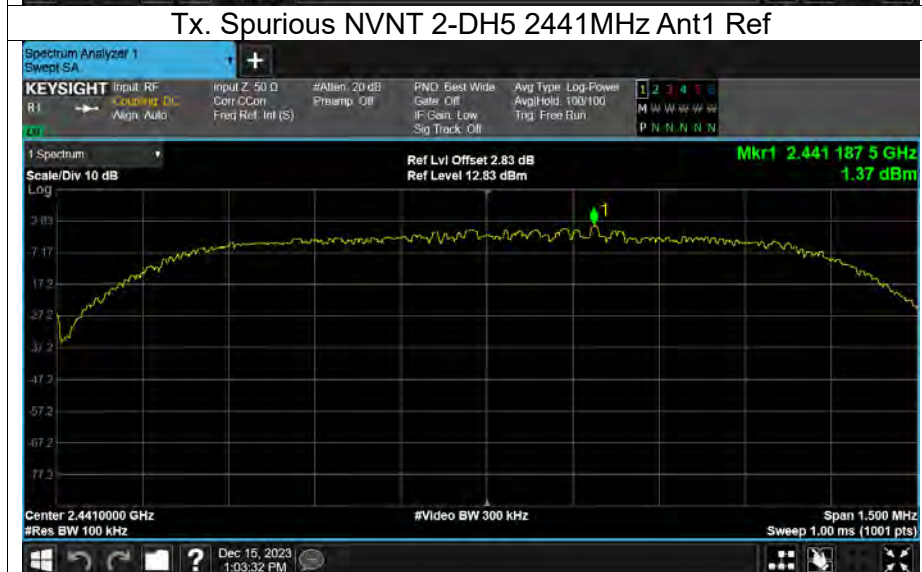 Tx. Spurious NVNT 2-DH5 2441MHz Ant1 Ref
Spectrum Analyzer 1
Swept SA
+
KEYSIGHT Input: RF Input Z: 50 Ω #Atten: 20 dB PNO: Best Wide Avg Type: Log-Power 1 2 3 4 5 6
R L Coupling: DC Corr CCorr Preamp: Off Gate: Off Avg|Hold: 100/100 M W W W W W
Align: Auto Freq Ref: Int (S) IF Gain: Low Trig: Free Run
Sig Track: Off P N N N N N
1 Spectrum
Ref Lvl Offset 2.83 dB Mkr1 2.441 187 5 GHz
Scale/Div 10 dB Ref Level 12.83 dBm 1.37 dBm
Log
1
2.83
-7.17
-17.2
-27.2
-37.2
-47.2
-57.2
-67.2
-77.2
Center 2.4410000 GHz #Video BW 300 kHz Span 1.500 MHz
#Res BW 100 kHz Sweep 1.00 ms (1001 pts)
? Dec 15, 2023
1:03:32 PM